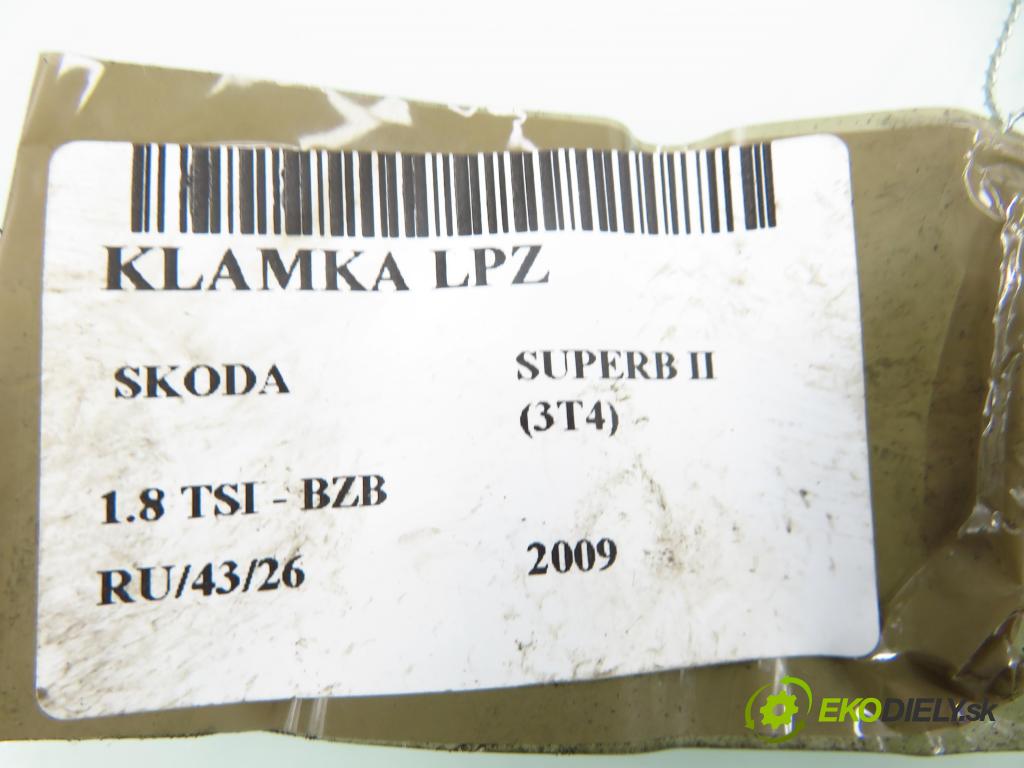 KLAMKA LPZ
SKODA
SUPERB II
(3T4)
1.8 TSI - BZB
RU/43/26
2009
EKODIELY.sk